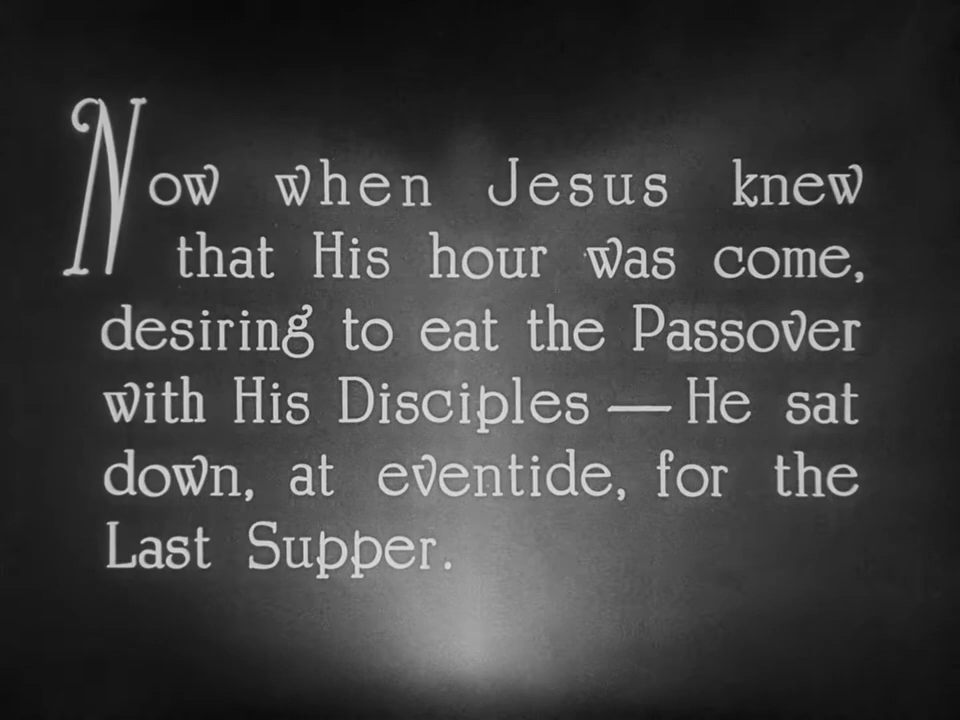 Now when Jesus knew
that His hour was come,
desiring to eat the Passover
with His Disciples — He sat
down, at eventide, for the
Last Supper.